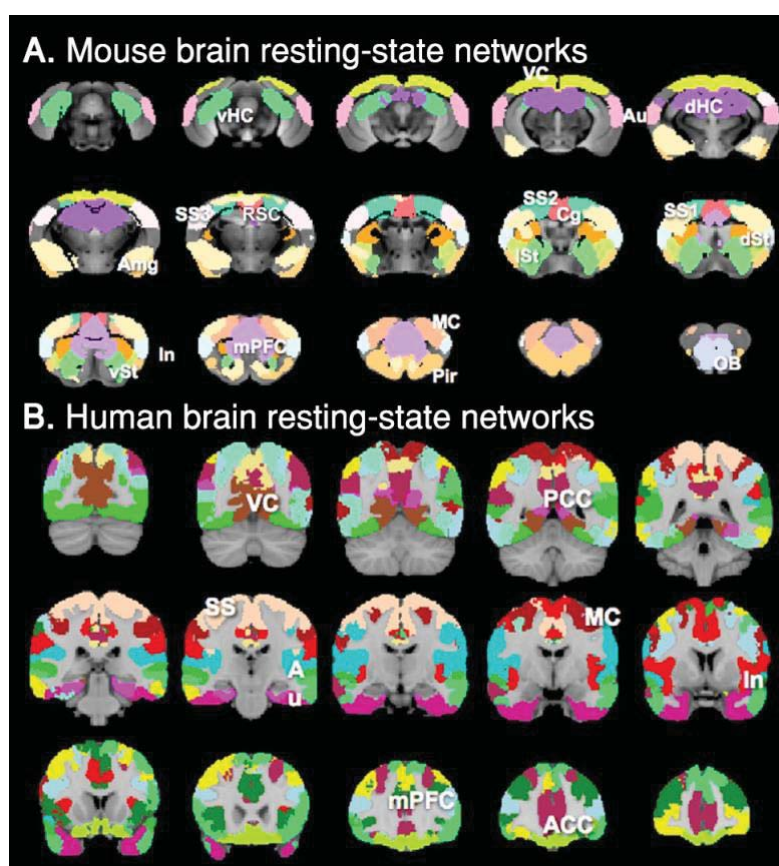 A. Mouse brain resting-state networks
VC
vHC
Au
dHC
SS3
RSC
SS2
Cg
SS1
Amg
lSt
dSt
In
vSt
mPFC
MC
Pir
OB
B. Human brain resting-state networks
VC
PCC
SS
A
u
MC
In
mPFC
ACC